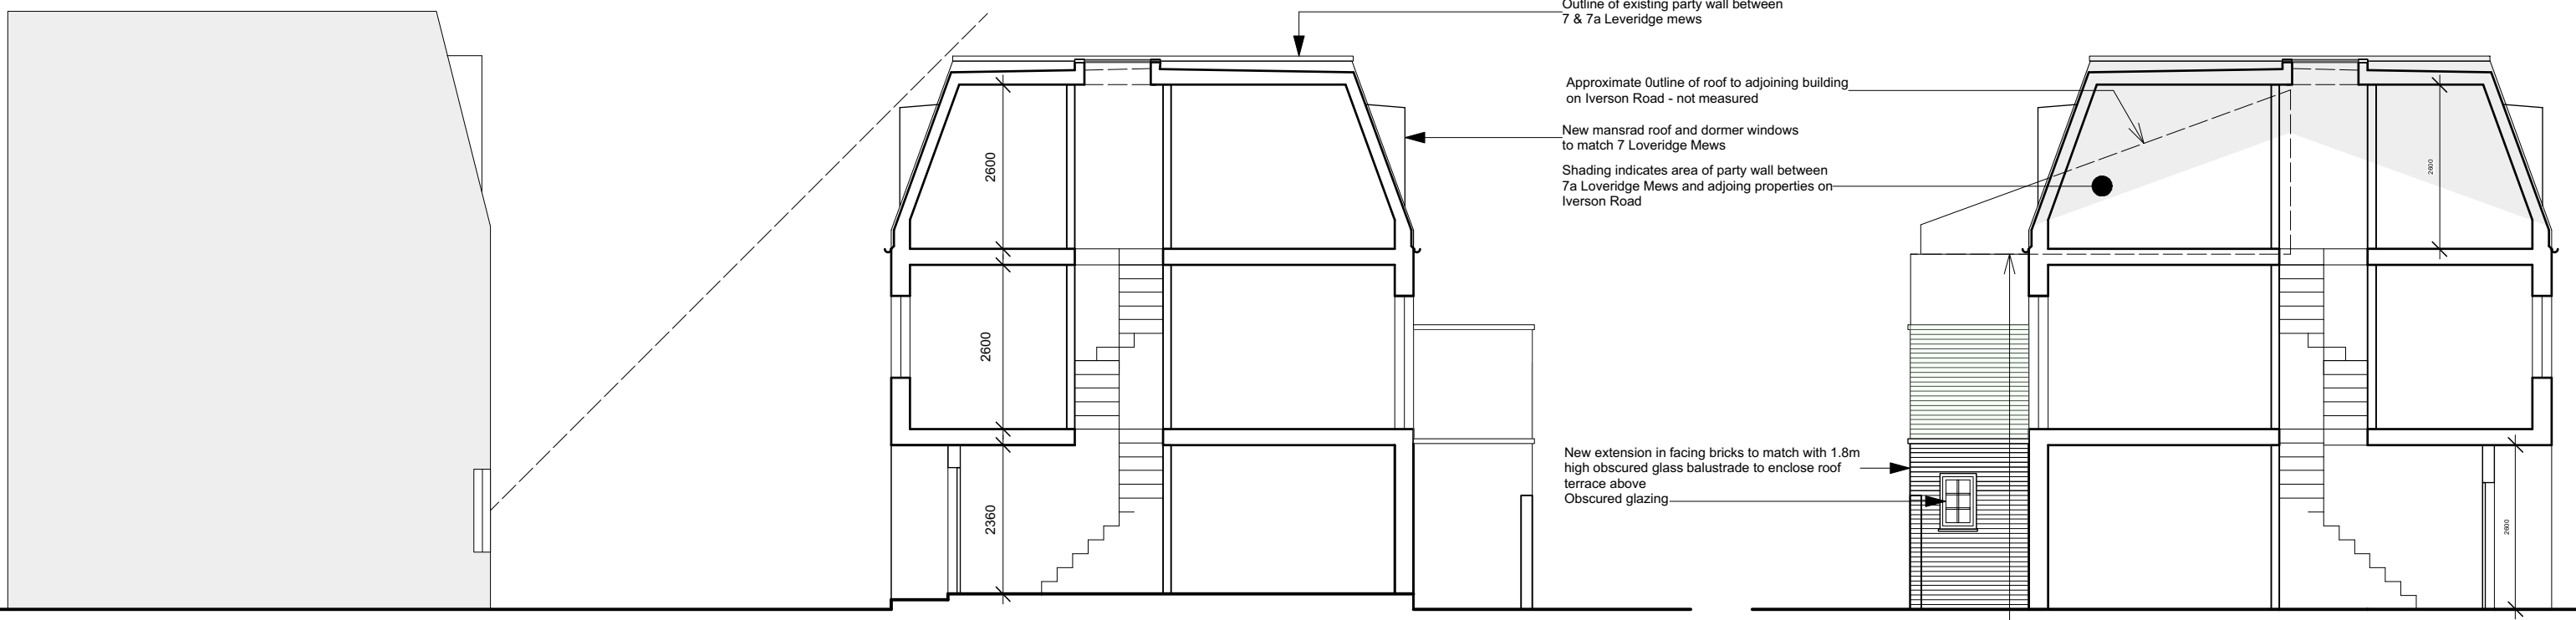 Outline of existing party wall between
7 & 7a Leveridge mews
Approximate 0utline of roof to adjoining building
on Iverson Road - not measured
New mansrad roof and dormer windows
to match 7 Loveridge Mews
Shading indicates area of party wall between
7a Loveridge Mews and adjoing properties on
Iverson Road
New extension in facing bricks to match with 1.8m
high obscured glass balustrade to enclose roof
terrace above
Obscured glazing
2600
2600
2360
2600
2600